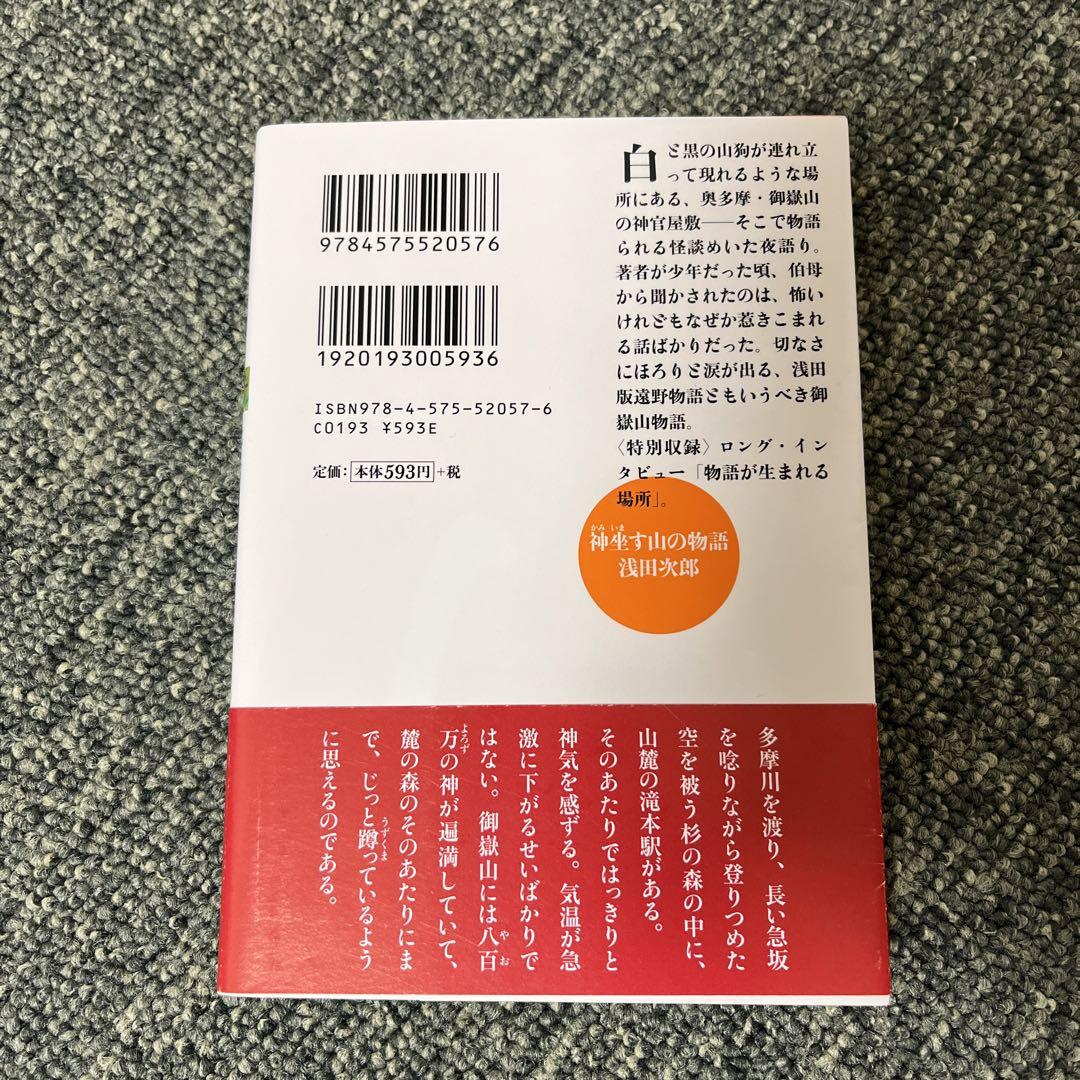 9784575520576
1920193005936
ISBN978-4-575-52057-6
C0193 ¥593E
定価：本体593円+税
白と黒の山狗が連れ立
って現れるような場
所にある、奥多摩・御嶽山
の神官屋敷――そこで物語
られる怪談めいた夜語り。
著者が少年だった頃、伯母
から聞かされたのは、怖い
けれどもなぜか惹きこまれ
る話ばかりだった。切なさ
にほろりと涙が出る、浅田
版遠野物語ともいうべき御
嶽山物語。
〈特別収録〉ロング・イン
タビュー「物語が生まれる
場所」。
かみ いま
神坐す山の物語
浅田次郎
多摩川を渡り、長い急坂
を唸りながら登りつめた
空を被う杉の森の中に、
山麓の滝本駅がある。
そのあたりではっきりと
神気を感ずる。気温が急
激に下がるせいばかりで
はない。御嶽山には八百
やお
万の神が遍満していて、
よろず
麓の森のそのあたりにま
で、じっと蹲っているよう
うずくま
に思えるのである。